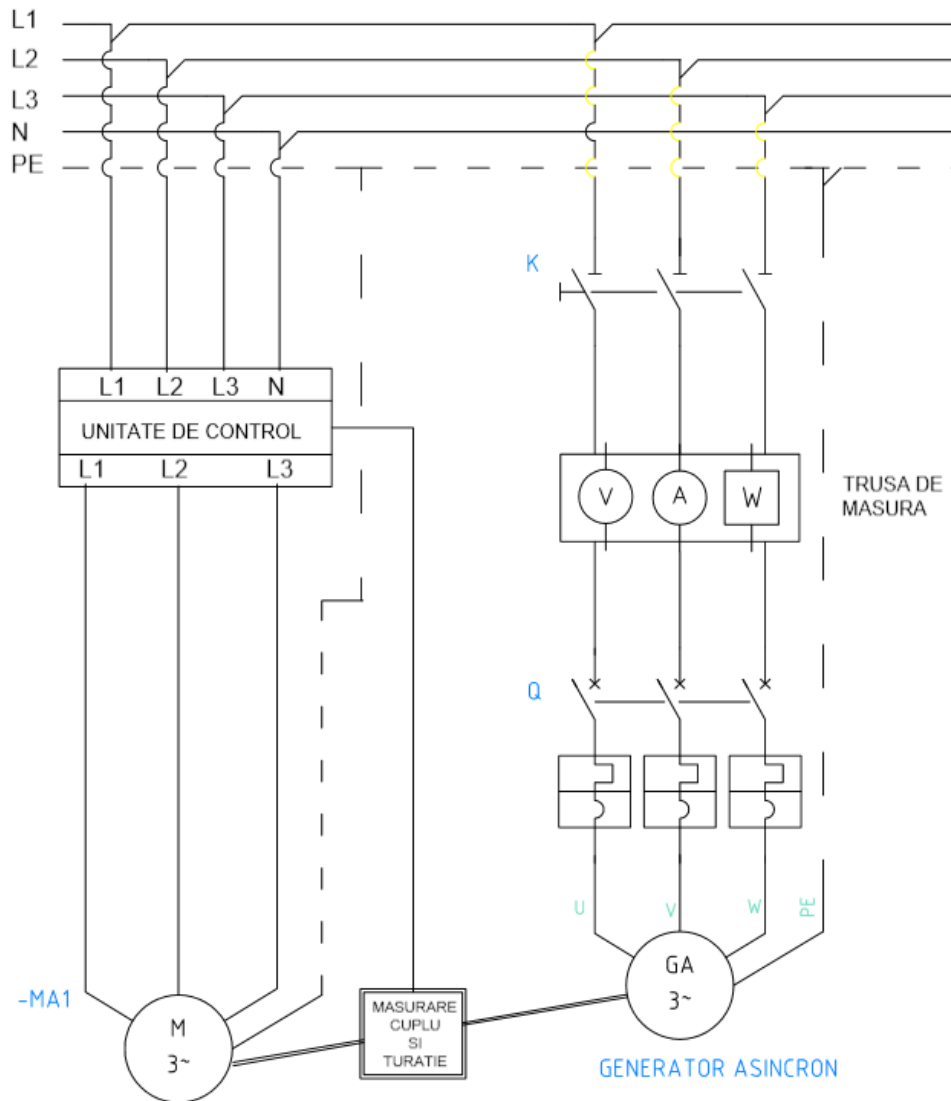 L1
L2
L3
N
PE
K
L1 L2 L3 N
UNITATE DE CONTROL
L1 L2 L3
V A W
TRUSA DE
MASURA
Q
U V W PE
GA
3~
-MA1
M
3~
MASURARE
CUPLU
SI
TURATIE
GENERATOR ASINCRON